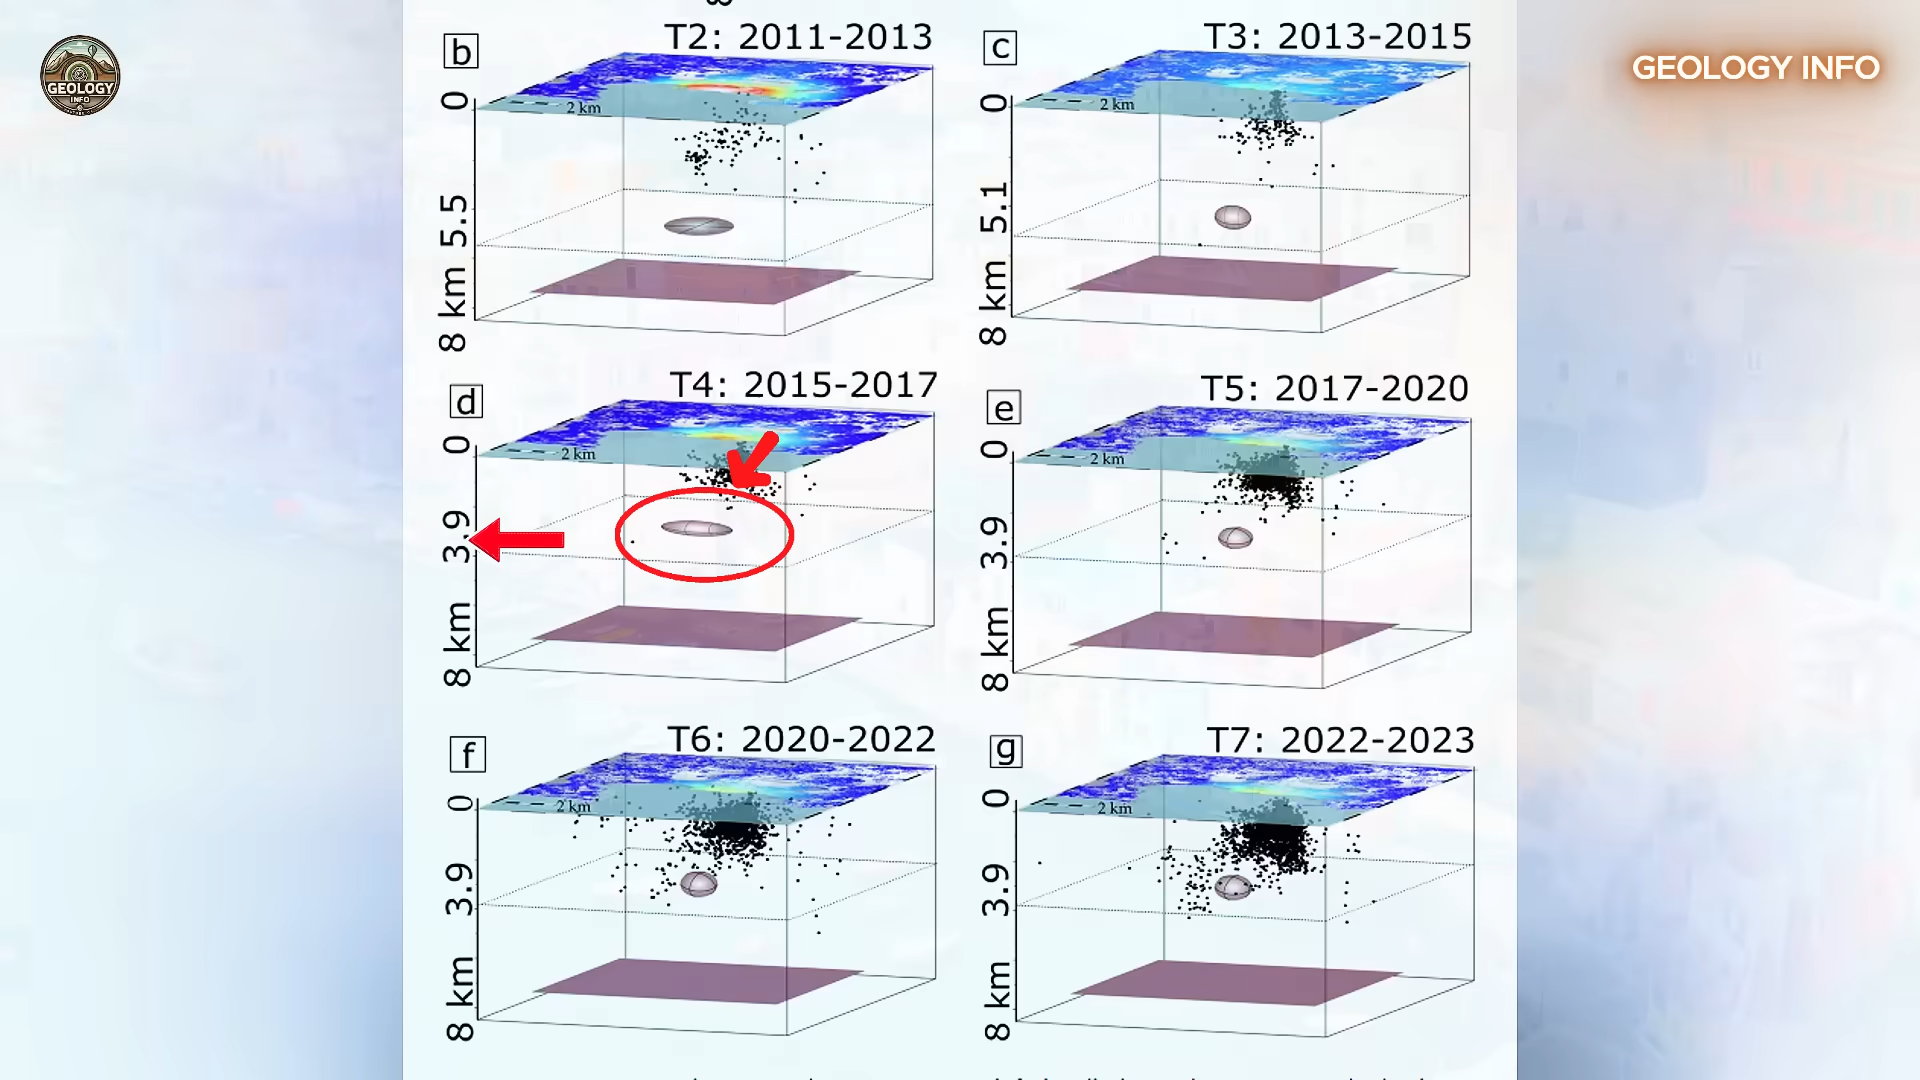 GEOLOGY
INFO
GEOLOGY INFO
b
T2: 2011-2013
0
2 km
5.5
8 km
c
T3: 2013-2015
0
2 km
5.1
8 km
d
T4: 2015-2017
0
2 km
3.9
8 km
e
T5: 2017-2020
0
2 km
3.9
8 km
f
T6: 2020-2022
0
2 km
3.9
8 km
g
T7: 2022-2023
0
2 km
3.9
8 km